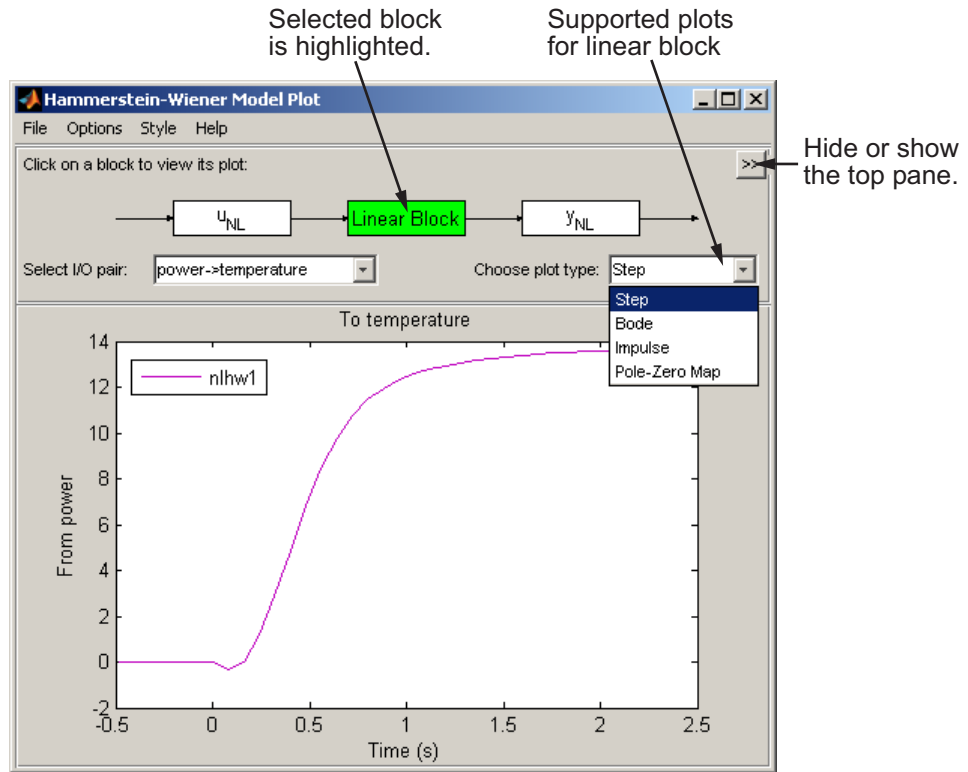 Selected block
is highlighted.
Supported plots
for linear block
Hammerstein-Wiener Model Plot
File Options Style Help
Click on a block to view its plot:
>>
Hide or show
the top pane.
uNL
Linear Block
yNL
Select I/O pair:
power->temperature
Choose plot type:
Step
Step
Bode
Impulse
Pole-Zero Map
To temperature
nlhw1
14
12
10
8
6
4
2
0
-2
From power
-0.5 0 0.5 1 1.5 2 2.5
Time (s)